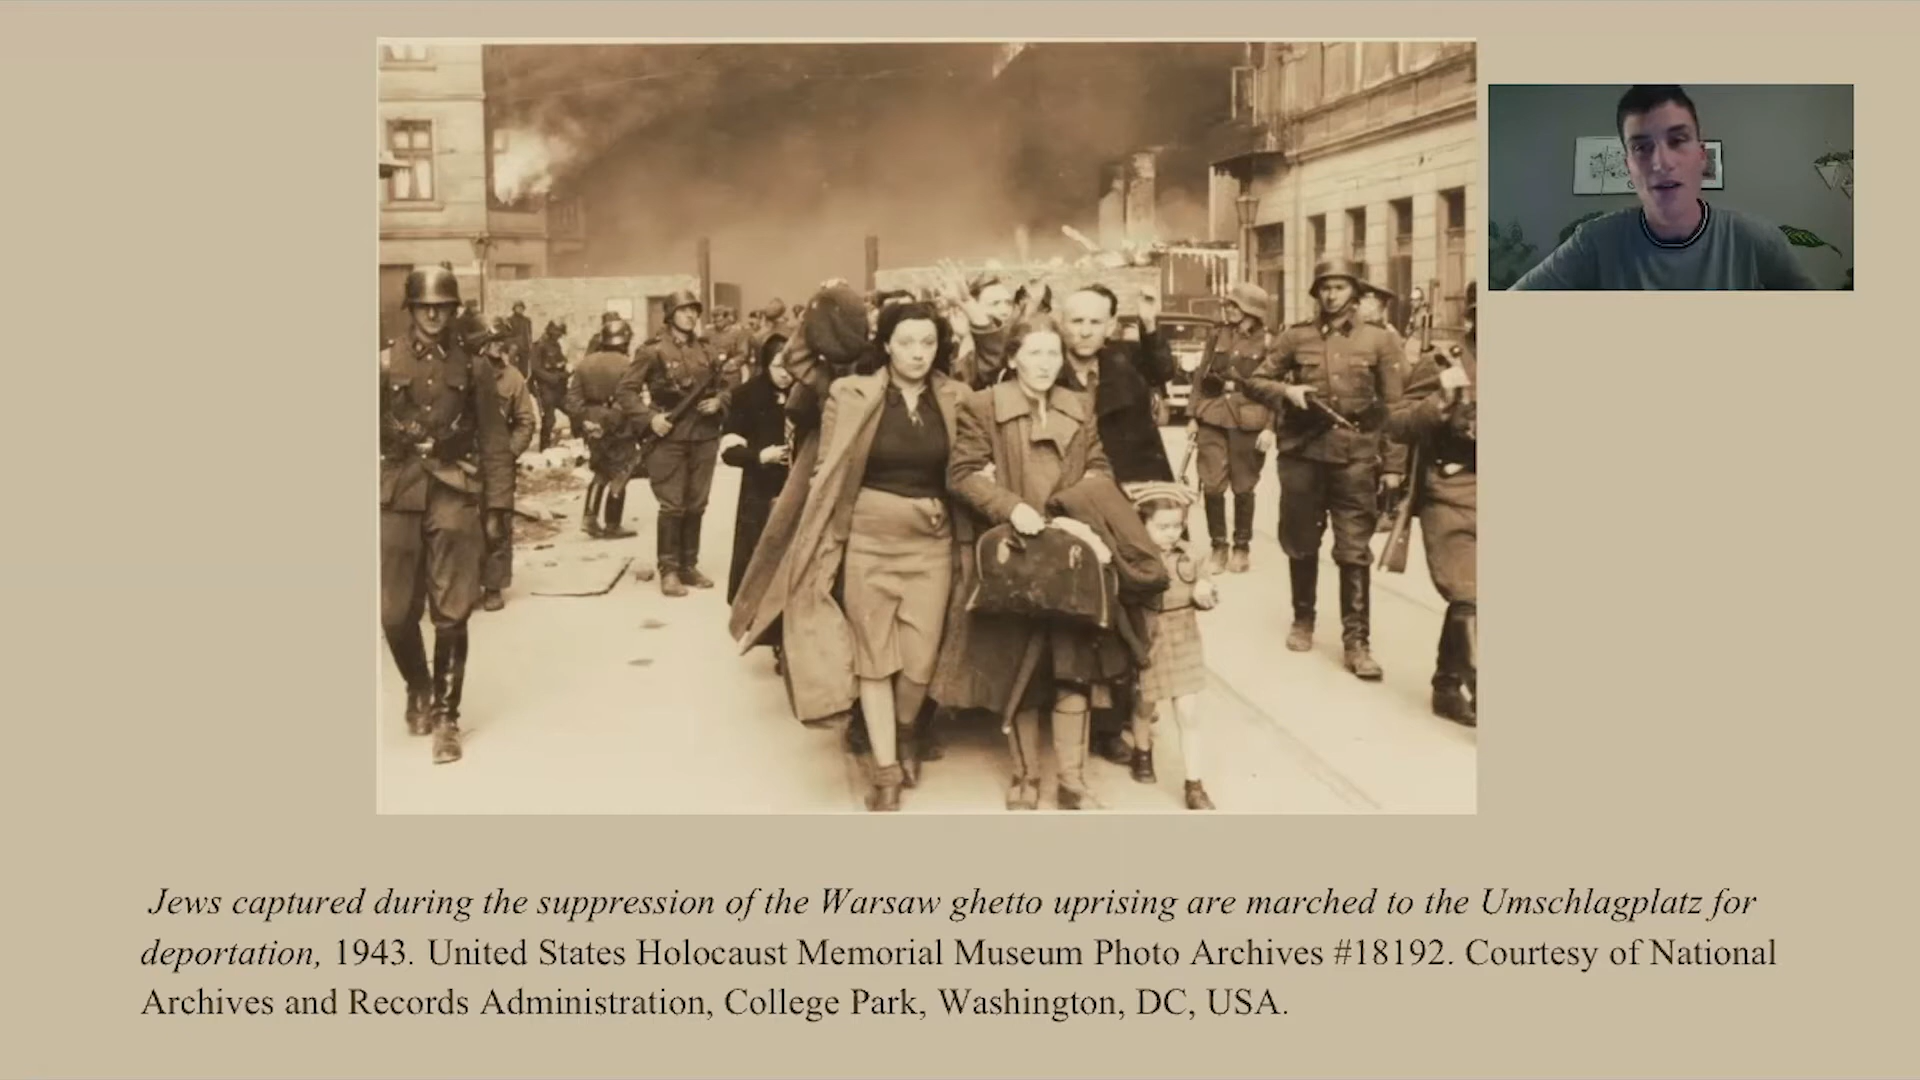 Jews captured during the suppression of the Warsaw ghetto uprising are marched to the Umschlagplatz for
deportation, 1943. United States Holocaust Memorial Museum Photo Archives #18192. Courtesy of National
Archives and Records Administration, College Park, Washington, DC, USA.